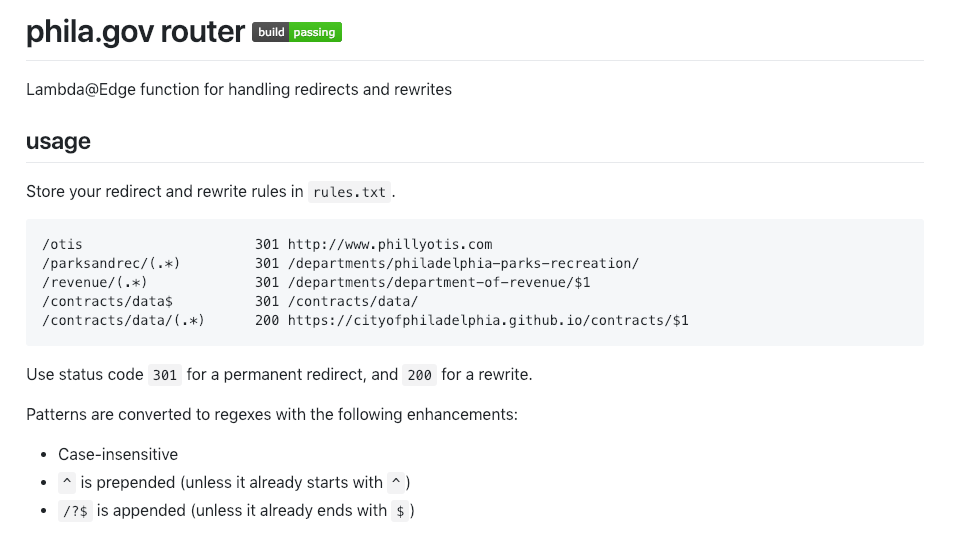 phila.gov router build passing
Lambda@Edge function for handling redirects and rewrites
usage
Store your redirect and rewrite rules in rules.txt.
/otis                     301 http://www.phillyotis.com
/parksandrec/(.*)         301 /departments/philadelphia-parks-recreation/
/revenue/(.*)             301 /departments/department-of-revenue/$1
/contracts/data$          301 /contracts/data/
/contracts/data/(.*)      200 https://cityofphiladelphia.github.io/contracts/$1
Use status code 301 for a permanent redirect, and 200 for a rewrite.
Patterns are converted to regexes with the following enhancements:
• Case-insensitive
• ^ is prepended (unless it already starts with ^)
• /?$ is appended (unless it already ends with $)